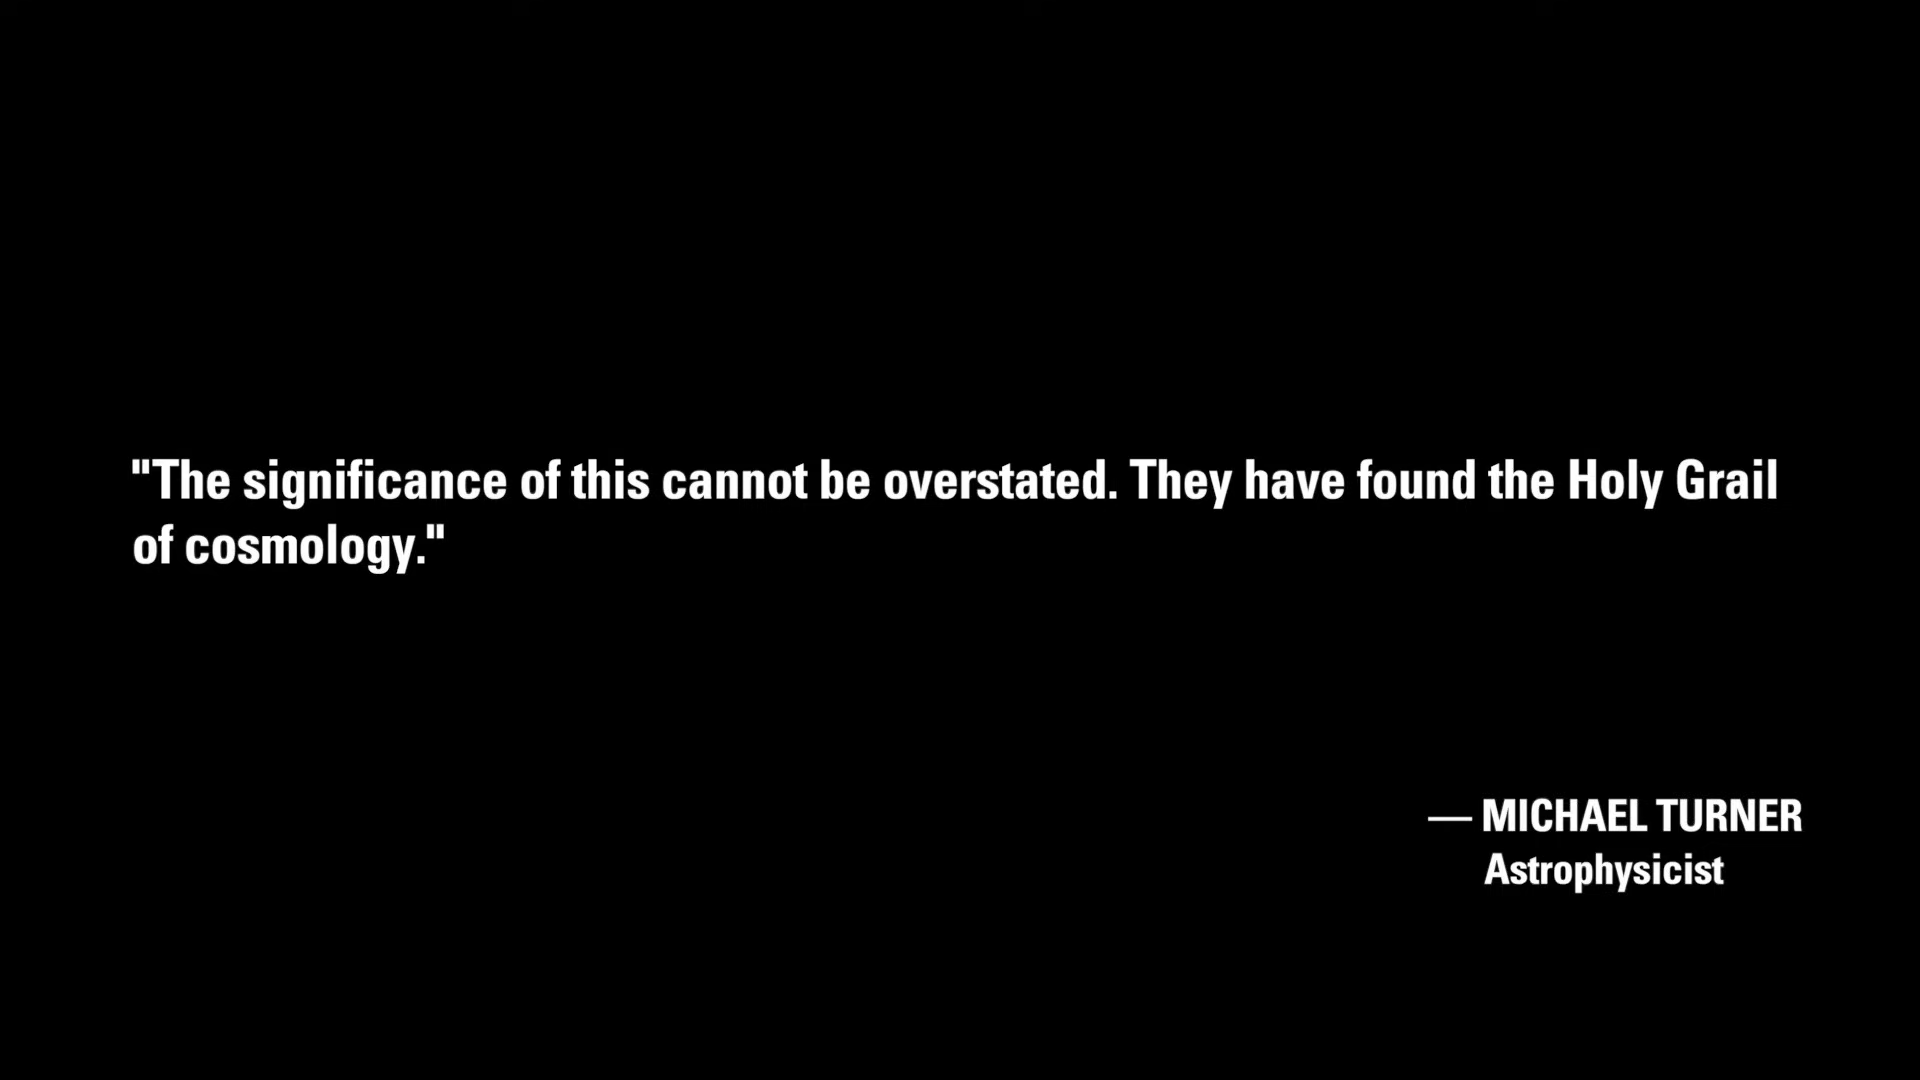 "The significance of this cannot be overstated. They have found the Holy Grail
of cosmology."
— MICHAEL TURNER
Astrophysicist